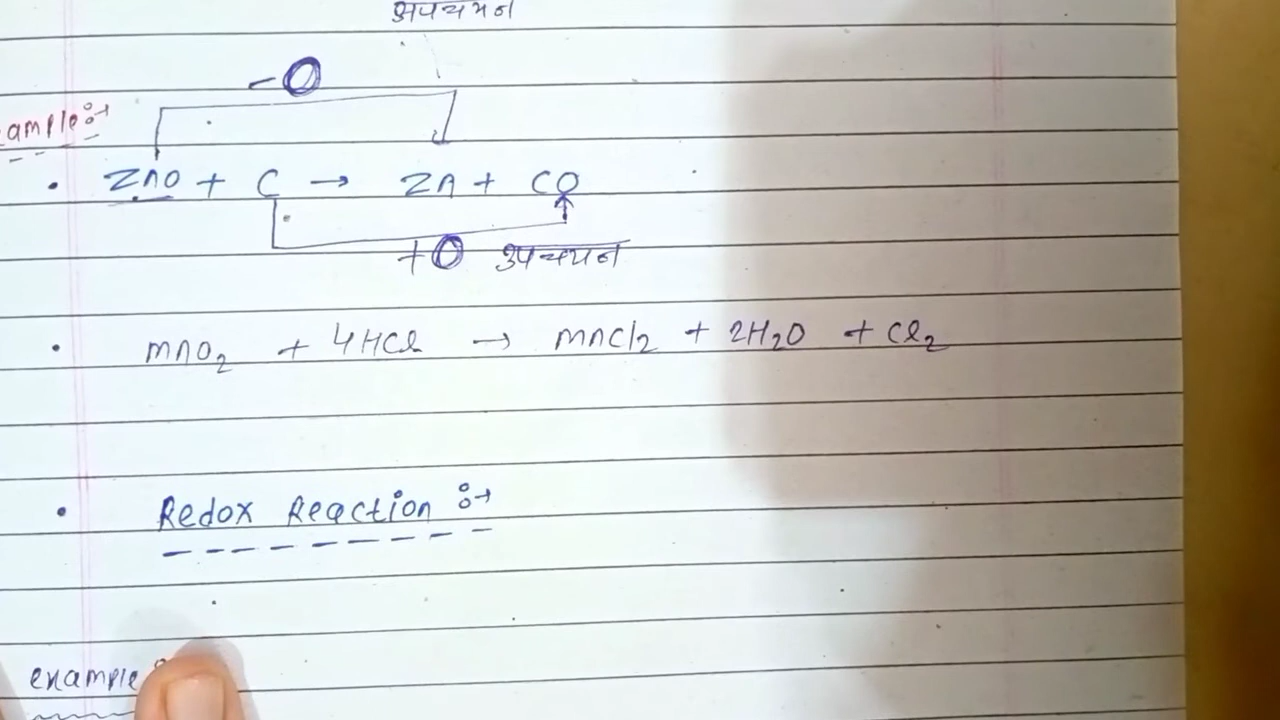 अपचयन
- O
ample :→
• ZnO + C → Zn + CO
+ O उपचयन
• MnO₂ + 4HCl → MnCl₂ + 2H₂O + Cl₂
• Redox Reaction :→
example